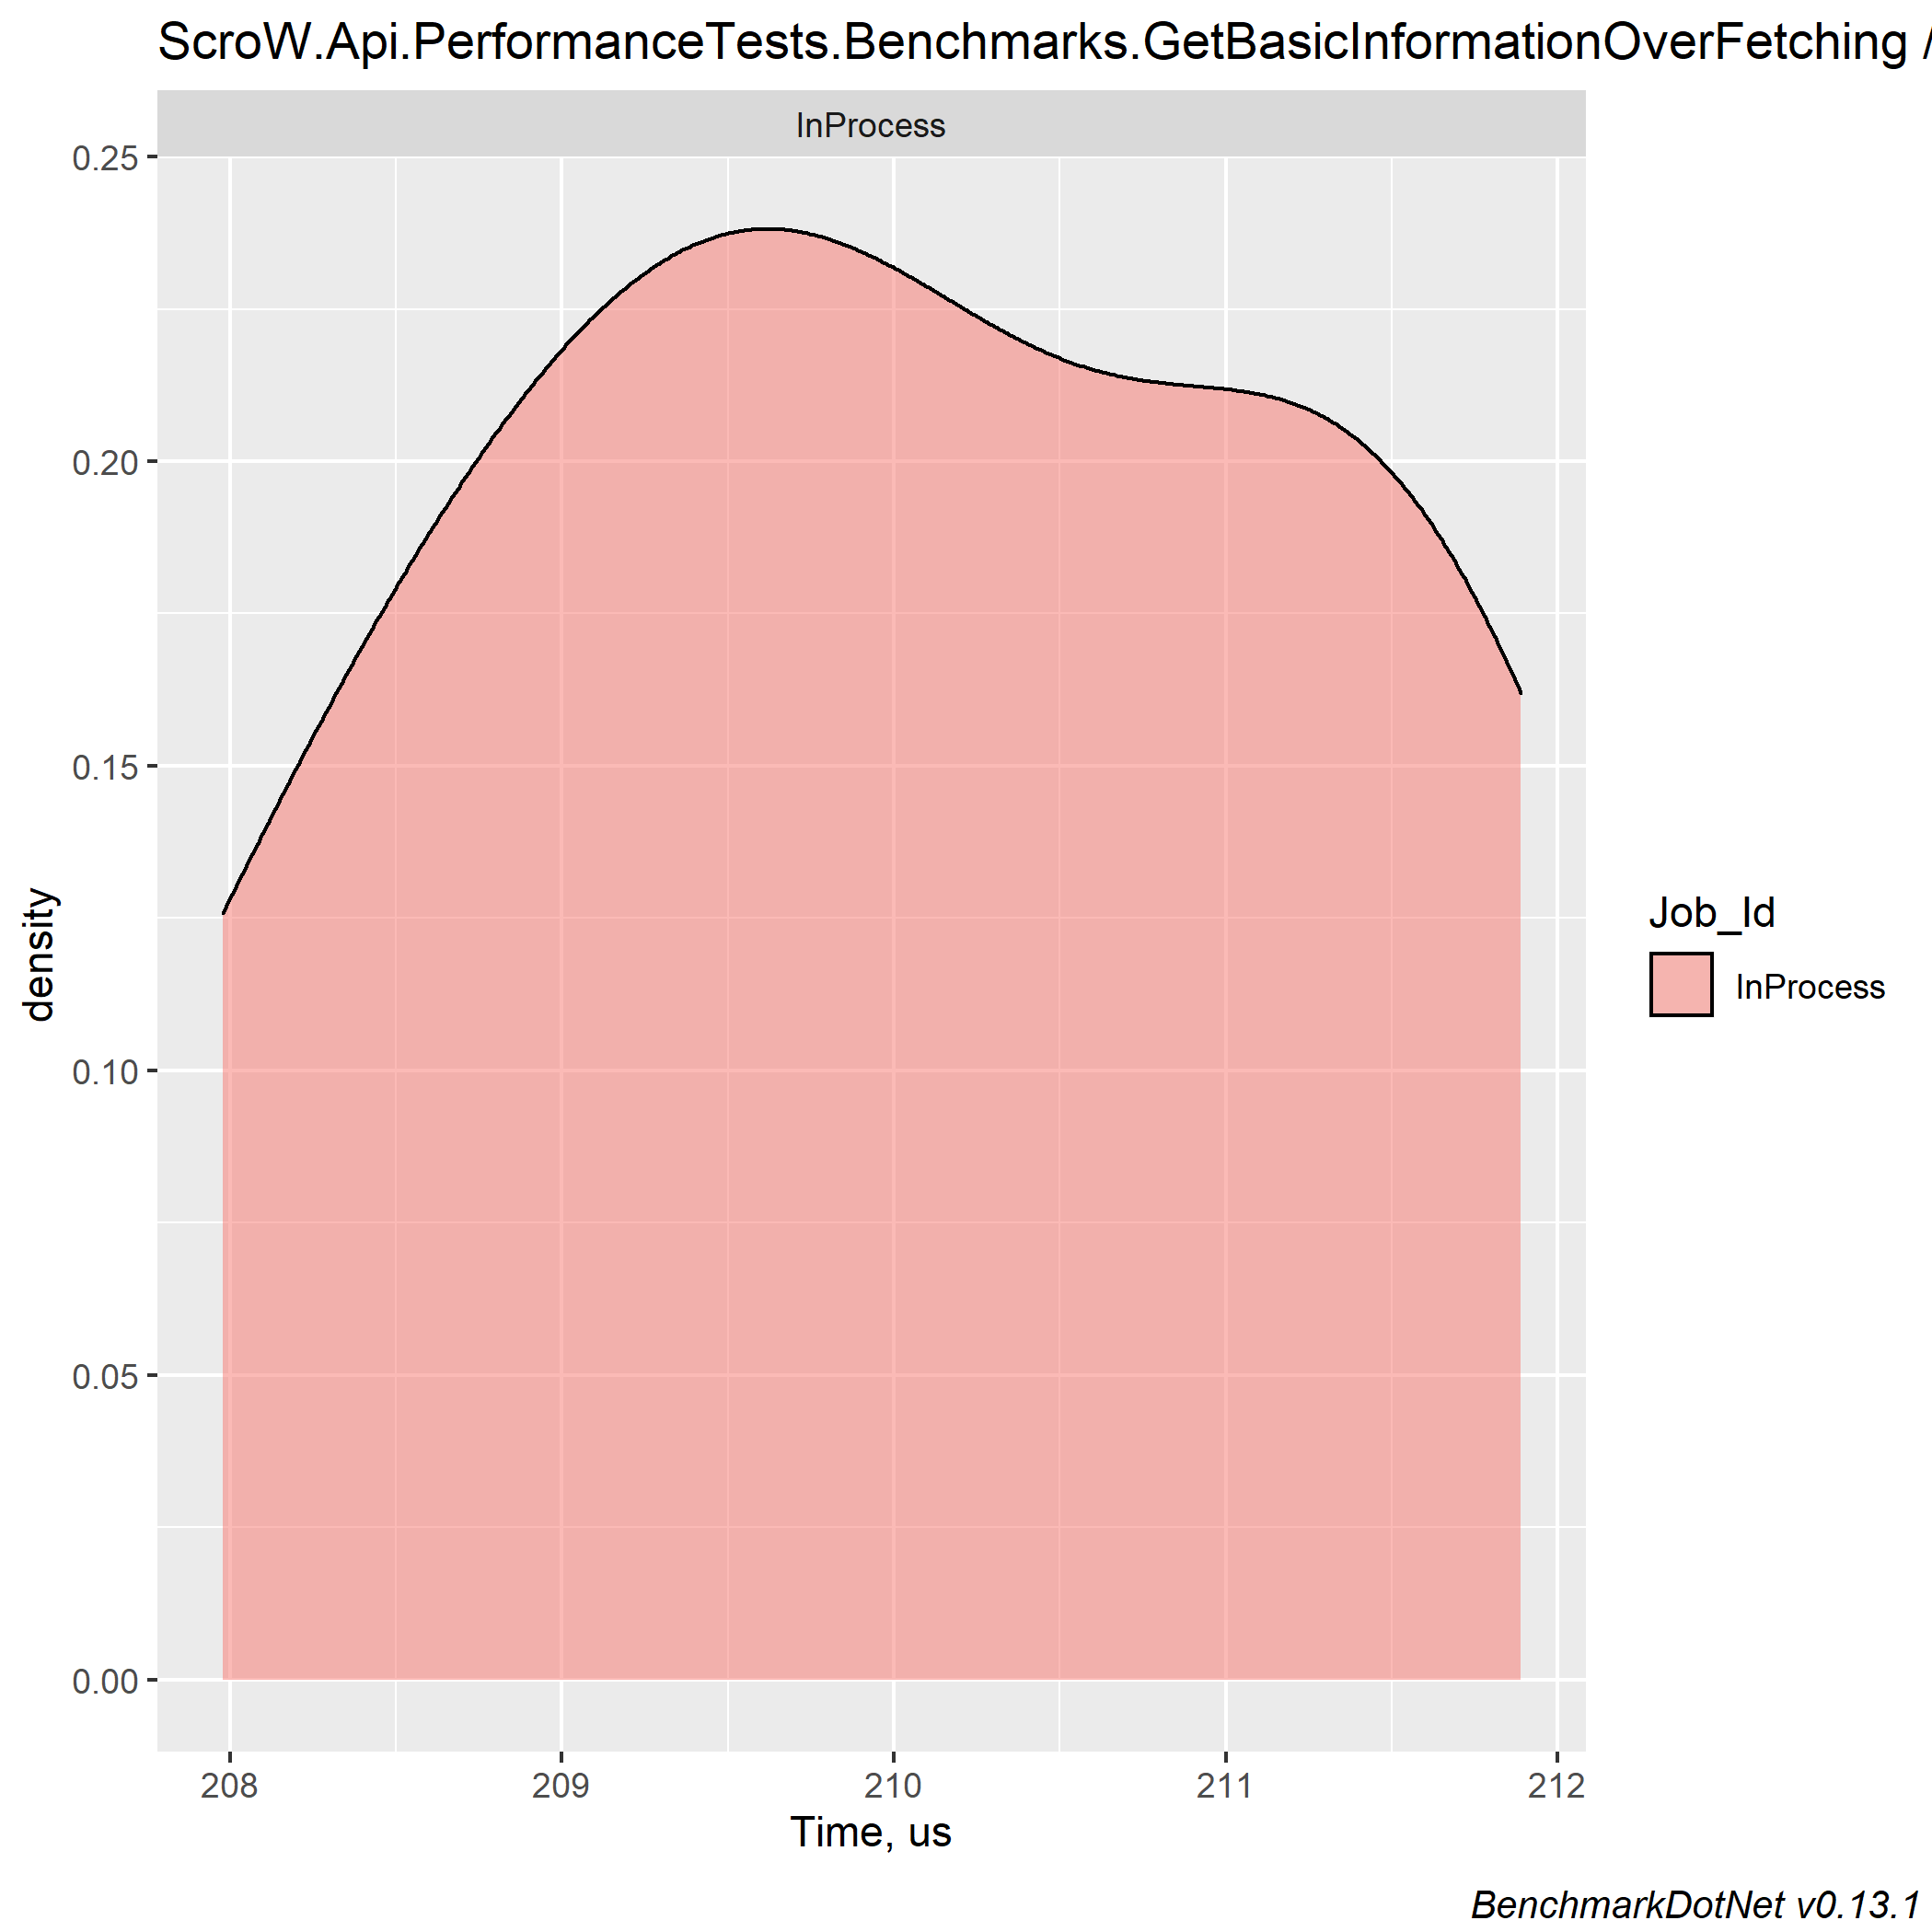 ScroW.Api.PerformanceTests.Benchmarks.GetBasicInformationOverFetching /
InProcess
0.25
0.20
0.15
0.10
0.05
0.00
density
208 209 210 211 212
Time, us
Job_Id
InProcess
BenchmarkDotNet v0.13.1